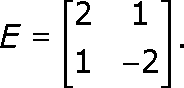 E = [2 1
1 −2].